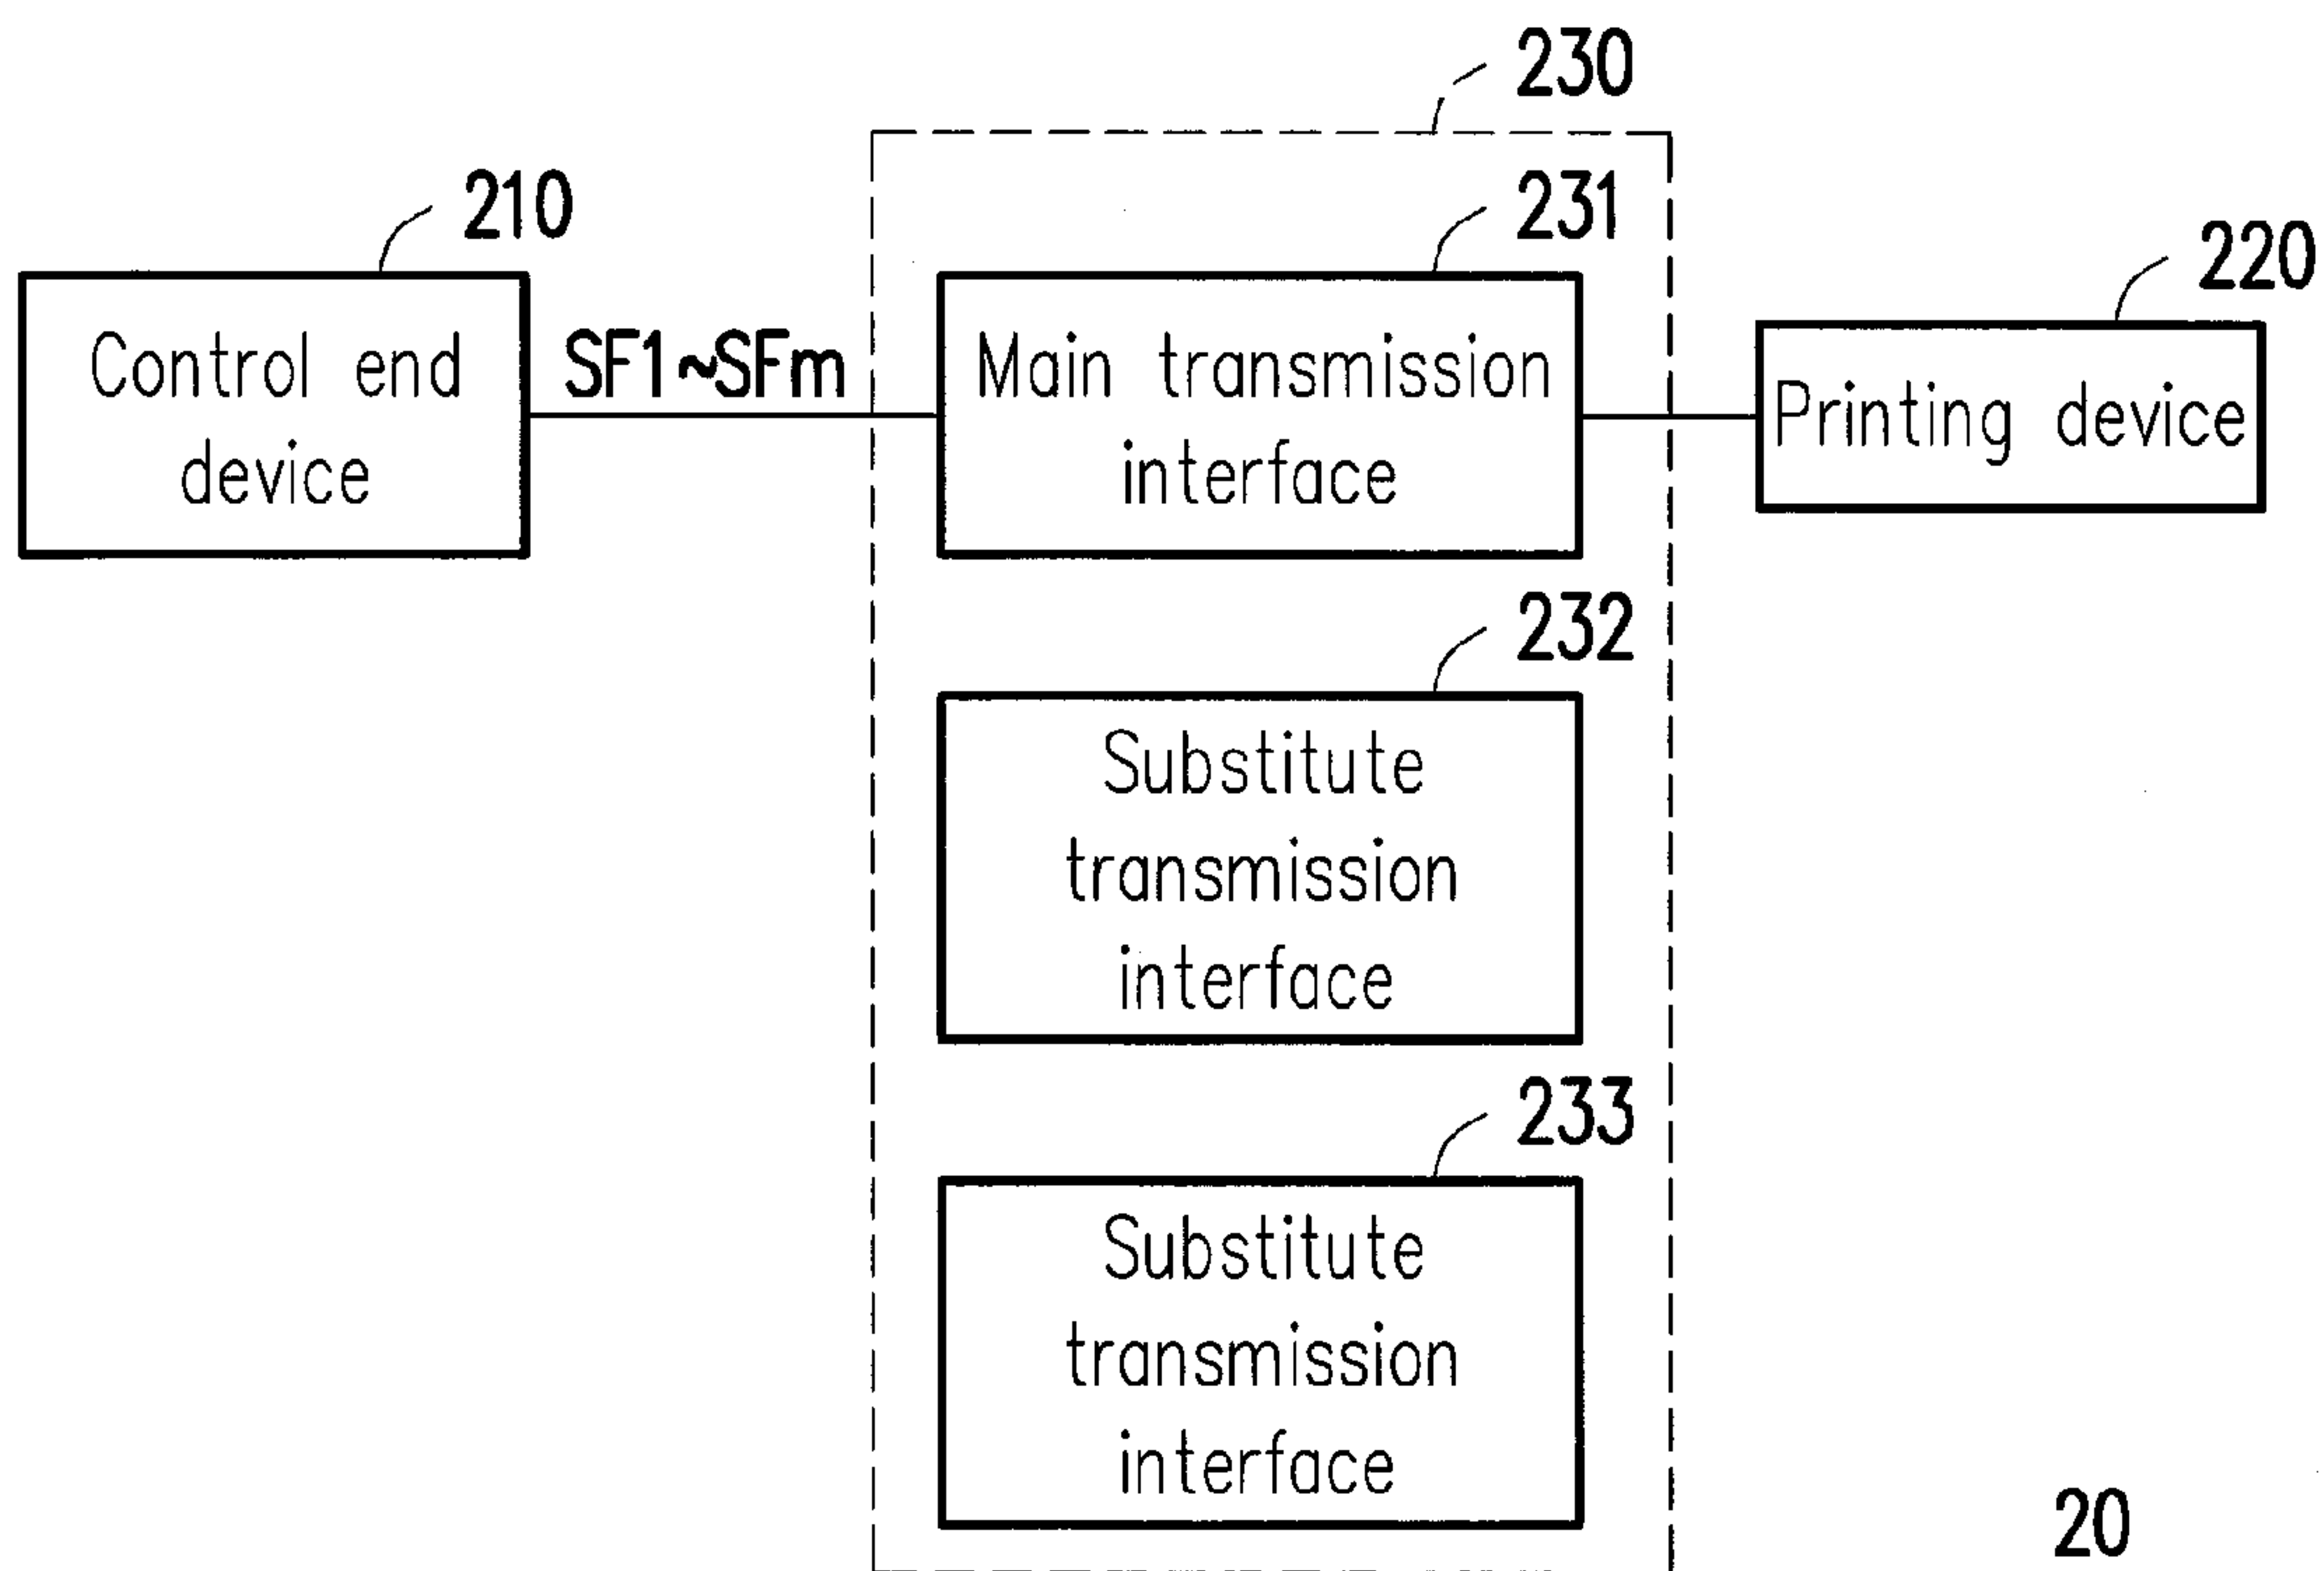 230
210
231
220
Control end
device
SF1~SFm
Main transmission
interface
Printing device
232
Substitute
transmission
interface
233
Substitute
transmission
interface
20